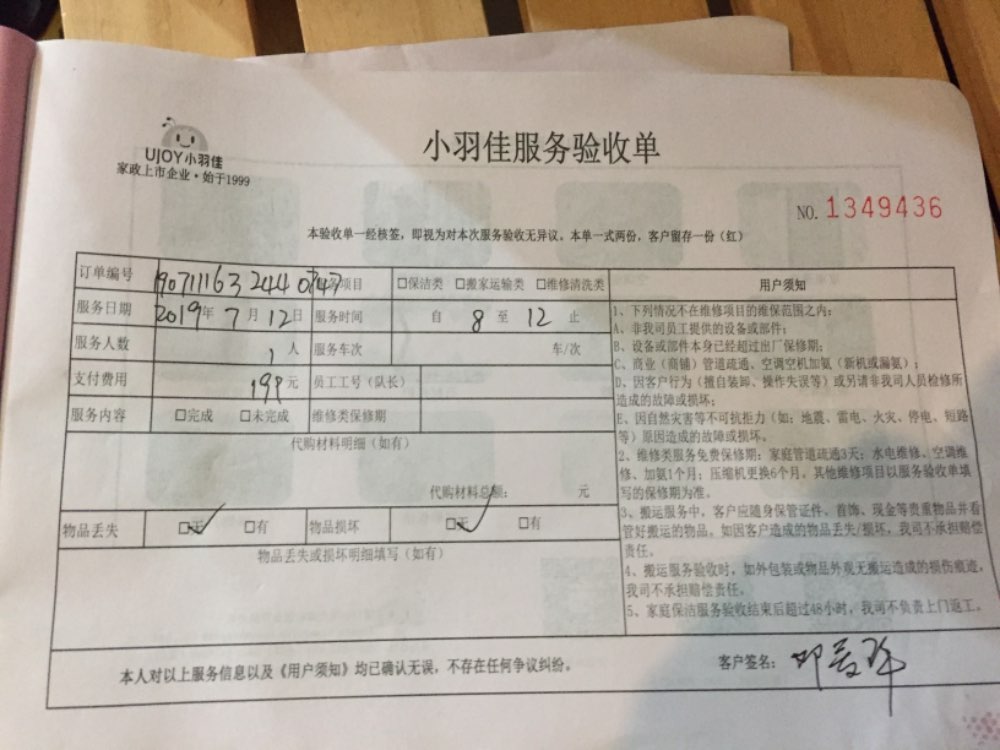 UJOY小羽佳
家政上市企业·始于1999
小羽佳服务验收单
NO. 1349436
本验收单一经核签，即视为对本次服务验收无异议。本单一式两份，客户留存一份（红）
订单编号 项目 □保洁类 □搬家运输类 □维修清洗类 用户须知
服务日期 2019年7月12日 服务时间 自 8 至 12 止
服务人数 1 人 服务车次 车/次
支付费用 199元 员工工号（队长）
服务内容 □完成 □未完成 维修类保修期
代购材料明细（如有）
代购材料总额： 元
物品丢失 □无 □有 物品损坏 □无 □有
物品丢失或损坏明细填写（如有）
1、下列情况不在维修项目的维保范围之内：
A、非我司员工提供的设备或部件；
B、设备或部件本身已经超过出厂保修期；
C、商业（商铺）管道疏通、空调空机加氨（新机或漏氨）；
D、因客户行为（擅自装卸、操作失误等）或另请非我司人员检修所
造成的故障或损坏；
E、因自然灾害等不可抗拒力（如：地震、雷电、火灾、停电、短路
等）原因造成的故障或损坏。
2、维修类服务免费保修期：家庭管道疏通3天；水电维修、空调维
修、加氨1个月；压缩机更换6个月。其他维修项目以服务验收单填
写的保修期为准。
3、搬运服务中，客户应随身保管证件、首饰、现金等贵重物品并看
管好搬运的物品。如因客户造成的物品丢失/损坏，我司不承担赔偿
责任。
4、搬运服务验收时，如外包装或物品外观无搬运造成的损伤痕迹，
我司不承担赔偿责任。
5、家庭保洁服务验收结束后超过48小时，我司不负责上门返工。
本人对以上服务信息以及《用户须知》均已确认无误，不存在任何争议纠纷。
客户签名：